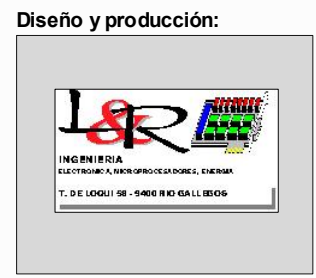 Diseño y producción:
L&R
INGENIERIA
ELECTRONICA, MICROPROCESADORES, ENERGIA
T. DE LOQUI 58 - 9400 RIO GALLEGOS